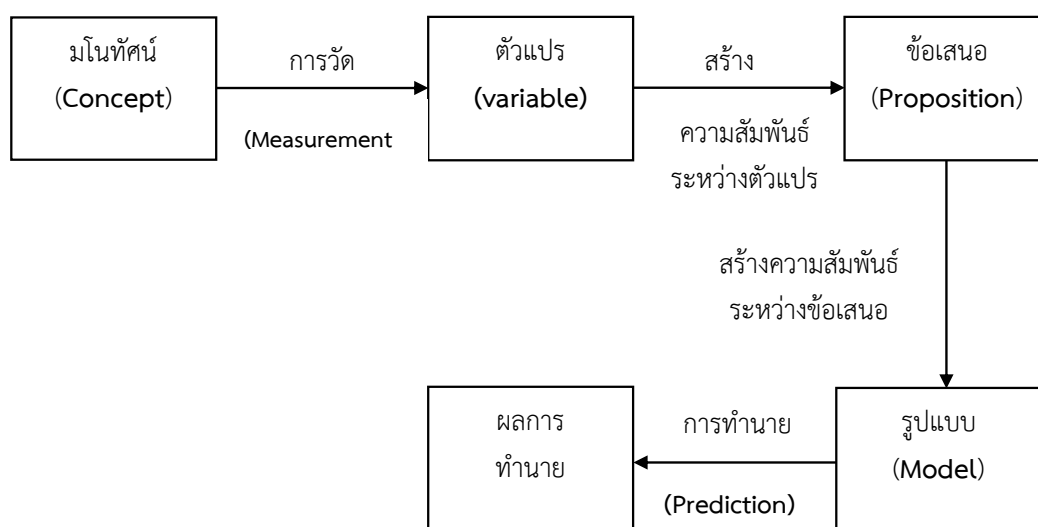 มโนทัศน์
(Concept)
การวัด
(Measurement
ตัวแปร
(variable)
สร้าง
ความสัมพันธ์
ระหว่างตัวแปร
ข้อเสนอ
(Proposition)
สร้างความสัมพันธ์
ระหว่างข้อเสนอ
รูปแบบ
(Model)
การทำนาย
(Prediction)
ผลการ
ทำนาย